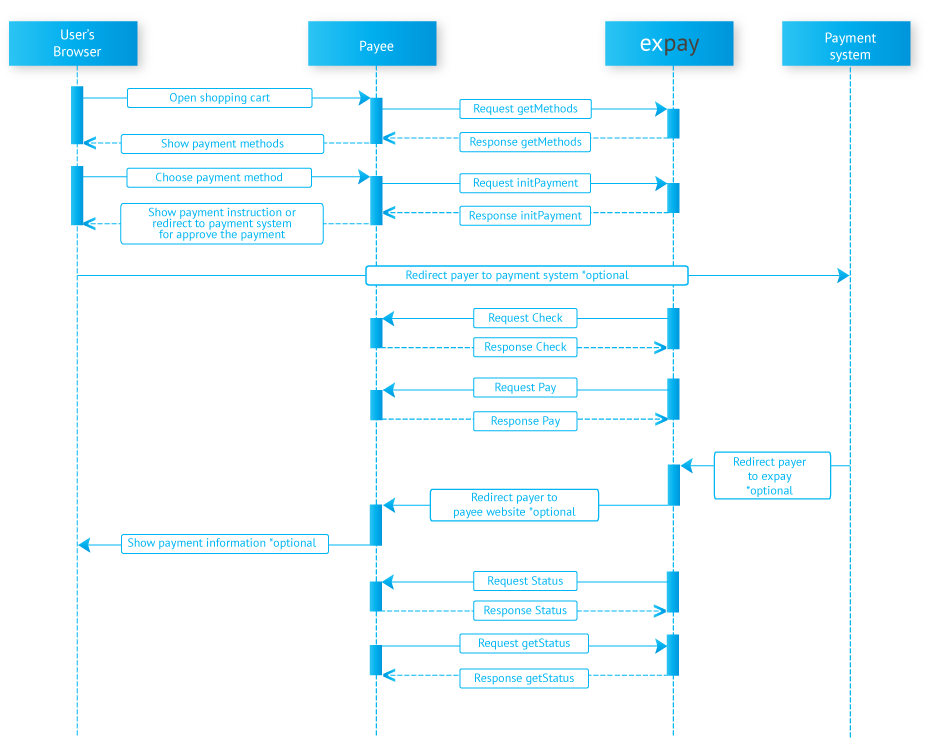 User's
Browser
Payee
expay
Payment
system
Open shopping cart
Request getMethods
Response getMethods
Show payment methods
Choose payment method
Request initPayment
Show payment instruction or
redirect to payment system
for approve the payment
Response initPayment
Redirect payer to payment system *optional
Request Check
Response Check
Request Pay
Response Pay
Redirect payer
to expay
*optional
Redirect payer to
payee website *optional
Show payment information *optional
Request Status
Response Status
Request getStatus
Response getStatus